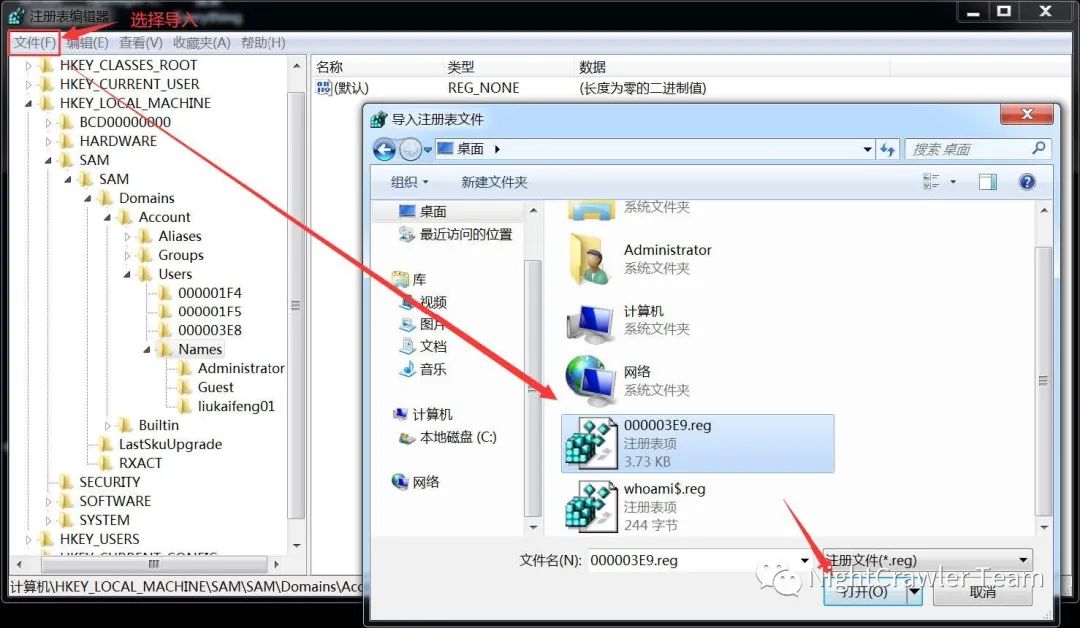 注册表编辑器
选择导入
文件(F) 编辑(E) 查看(V) 收藏夹(A) 帮助(H)
HKEY_CLASSES_ROOT
HKEY_CURRENT_USER
HKEY_LOCAL_MACHINE
BCD00000000
HARDWARE
SAM
SAM
Domains
Account
Aliases
Groups
Users
000001F4
000001F5
000003E8
Names
Administrator
Guest
liukaifeng01
Builtin
LastSkuUpgrade
RXACT
SECURITY
SOFTWARE
SYSTEM
HKEY_USERS
HKEY_CURRENT_CONFIG
计算机\HKEY_LOCAL_MACHINE\SAM\SAM\Domains\Acc
名称 类型 数据
(默认) REG_NONE (长度为零的二进制值)
导入注册表文件
桌面
搜索 桌面
组织 新建文件夹
桌面
最近访问的位置
库
视频
图片
文档
音乐
计算机
本地磁盘 (C:)
网络
系统文件夹
Administrator
系统文件夹
计算机
系统文件夹
网络
系统文件夹
000003E9.reg
注册表项
3.73 KB
whoami$.reg
注册表项
244 字节
文件名(N): 000003E9.reg
注册文件(*.reg)
打开(O) 取消
NightCrawler Team